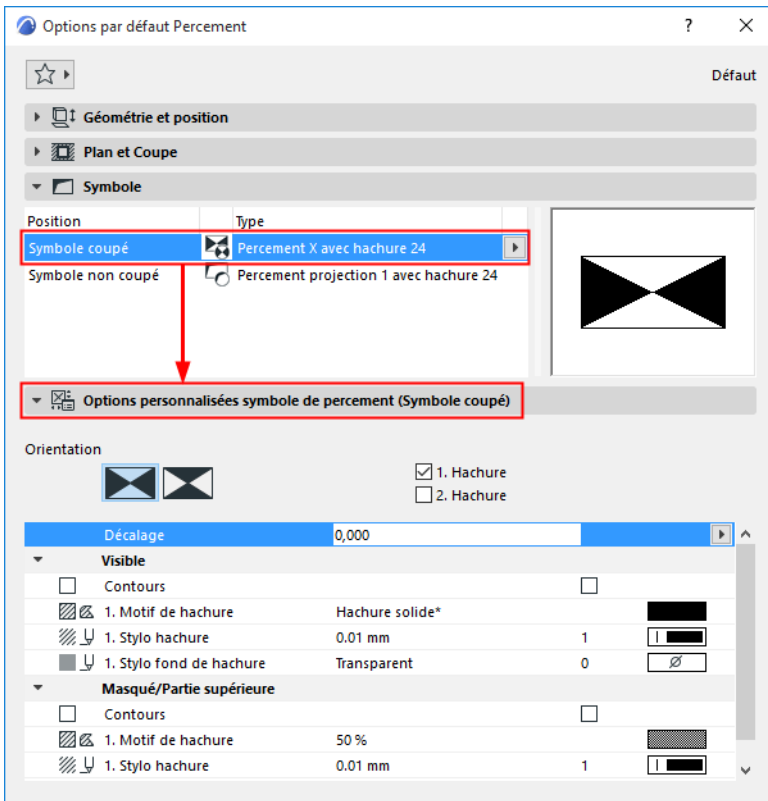 Options par défaut Percement ?
Défaut
Géométrie et position
Plan et Coupe
Symbole
Position Type
Symbole coupé Percement X avec hachure 24
Symbole non coupé Percement projection 1 avec hachure 24
Options personnalisées symbole de percement (Symbole coupé)
Orientation
1. Hachure
2. Hachure
Décalage 0,000
Visible
Contours
1. Motif de hachure Hachure solide*
1. Stylo hachure 0.01 mm 1
1. Stylo fond de hachure Transparent 0
Masqué/Partie supérieure
Contours
1. Motif de hachure 50 %
1. Stylo hachure 0.01 mm 1